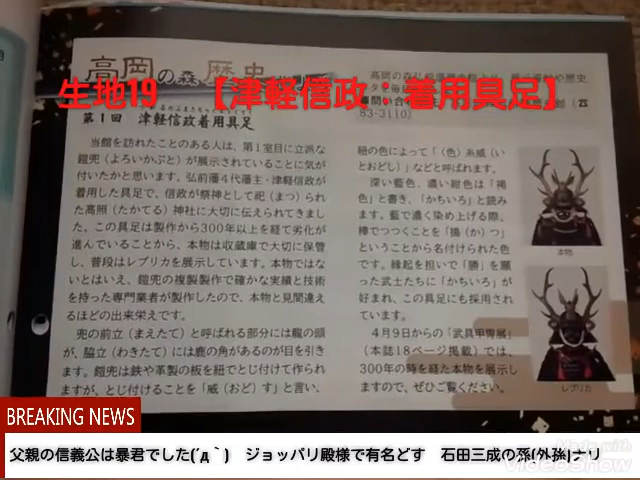 高岡の森歴史
生地19 【津軽信政：着用具足】
第1回 津軽信政着用具足
83-3110)
当館を訪れたことのある人は、第1室目に立派な
鎧兜（よろいかぶと）が展示されていることに気が
付いたかと思います。弘前藩4代藩主・津軽信政が
着用した具足で、信政が祭神として祀（まつ）られ
た高照（たかてる）神社に大切に伝えられてきまし
た。この具足は製作から300年以上を経て劣化が
進んでいることから、本物は収蔵庫で大切に保管
し、普段はレプリカを展示しています。本物ではな
いとはいえ、鎧兜の複製製作で確かな実績と技術
を持った専門業者が製作したので、本物と見間違え
るほどの出来栄えです。
兜の前立（まえたて）と呼ばれる部分には龍の頭
が、脇立（わきたて）には鹿の角があるのが目を引き
ます。鎧兜は鉄や革製の板を紐でとじ付けて作られ
ますが、とじ付けることを「威（おど）す」と言い、
紐の色によって「（色）糸威（い
とおどし）」などと呼ばれます。
深い藍色、濃い紺色は「褐
色」と書き、「かちいろ」と読み
ます。藍で濃く染め上げる際、
棒でつつくことを「搗（か）つ」
ということから名付けられた色
です。縁起を担いで「勝」を願
った武士たちに「かちいろ」が
好まれ、この具足にも採用され
ています。
4月9日からの「武具甲冑展」
（本誌18ページ掲載）では、
300年の時を経た本物を展示し
ますので、ぜひご覧ください。
本物
レプリカ
BREAKING NEWS
父親の信義公は暴君でした(´д｀) ジョッパリ殿様で有名どす 石田三成の孫(外孫)ナリ
Made with
VideoShow